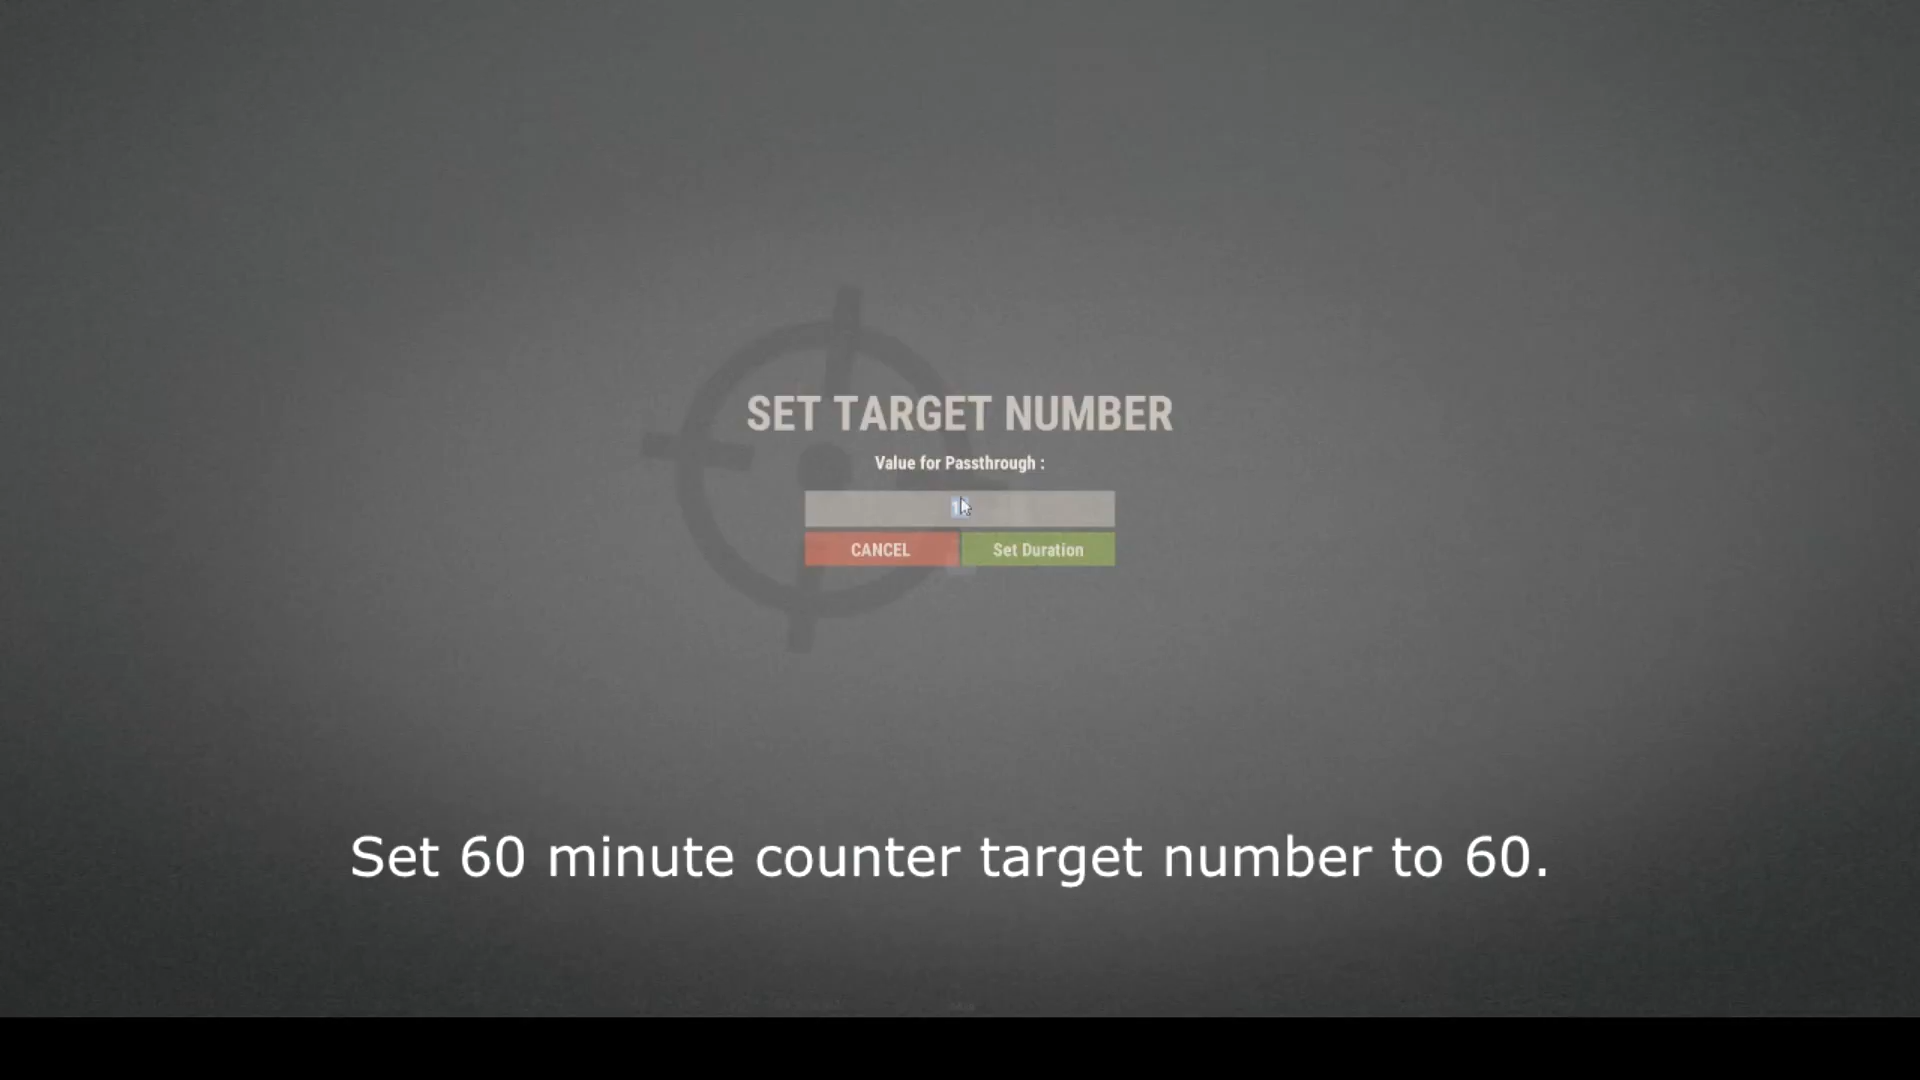 SET TARGET NUMBER
Value for Passthrough :
CANCEL
Set Duration
Set 60 minute counter target number to 60.